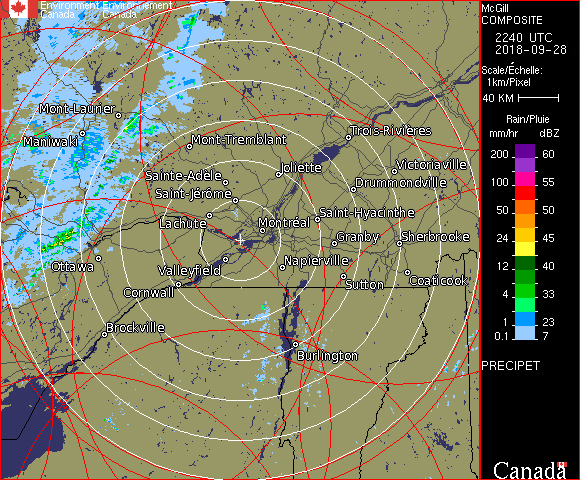 Environment Environnement
Canada Canada
McGill
COMPOSITE
2240 UTC
2018-09-28
Scale/Échelle:
1km/Pixel
40 KM
Rain/Pluie
mm/hr dBZ
200 60
150 57
100 55
50 50
24 45
12 40
4 33
1 23
0.1 7
PRECIPET
Mont-Laurier
Maniwaki
Mont-Tremblant
Trois-Rivières
Sainte-Adèle
Joliette
Victoriaville
Saint-Jérôme
Drummondville
Lachute
Montréal
Saint-Hyacinthe
Granby
Sherbrooke
Ottawa
Valleyfield
Napierville
Cornwall
Sutton
Coaticook
Brockville
Burlington
Canada